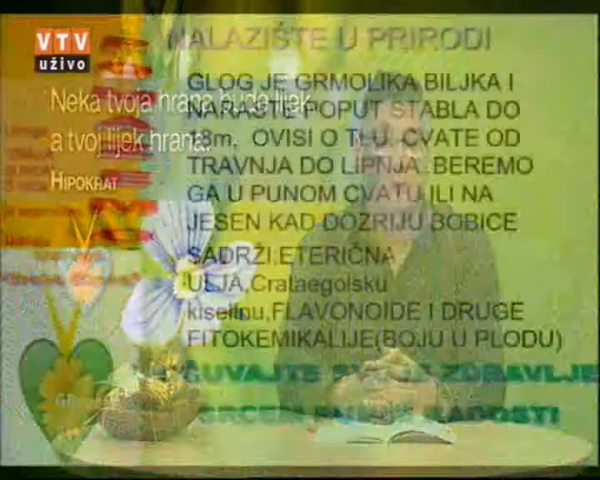 VTV
uživo
NALAZIŠTE U PRIRODI
GLOG JE GRMOLIKA BILJKA I
NARASTE POPUT STABLA DO
m. OVISI O TLU. CVATE OD
TRAVNJA DO LIPNJA. BEREMO
GA U PUNOM CVATU ILI NA
JESEN KAD DOZRIJU BOBICE
SADRŽI:ETERIČNA
ULJA,Crataegolsku
kiselinu,FLAVONOIDE I DRUGE
FITOKEMIKALIJE(BOJU U PLODU)
Neka tvoja hrana bude lijek,
a tvoj lijek hrana.
HIPOKRAT
ČUVAJTE ZDRAVLJE
SRCEM RADOSTI